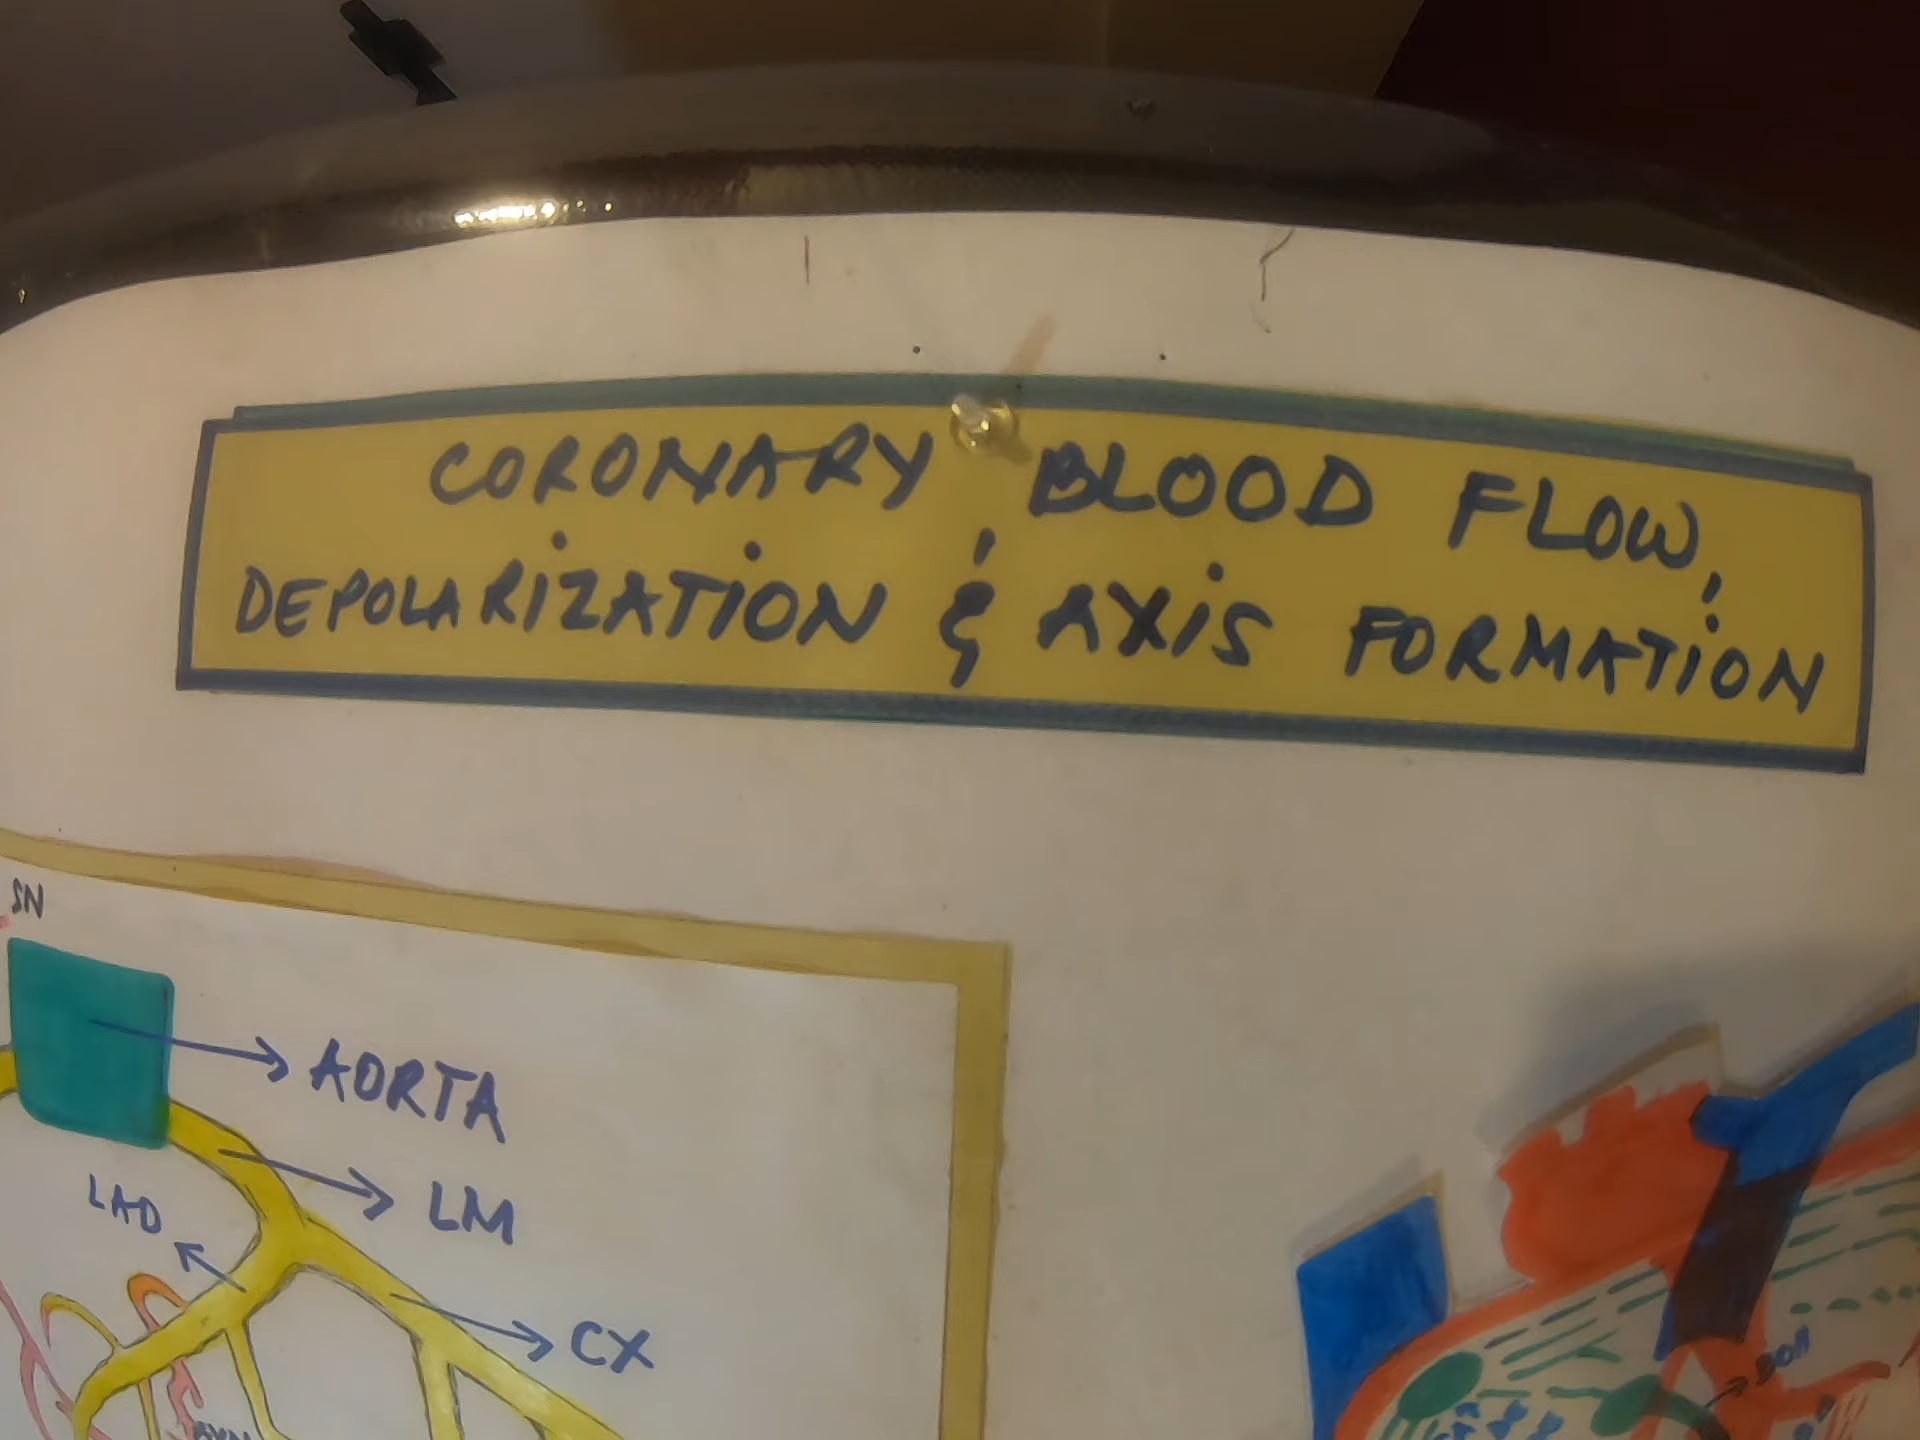 CORONARY BLOOD FLOW,
DEPOLARIZATION & AXIS FORMATION
SN
AORTA
LM
LAD
CX